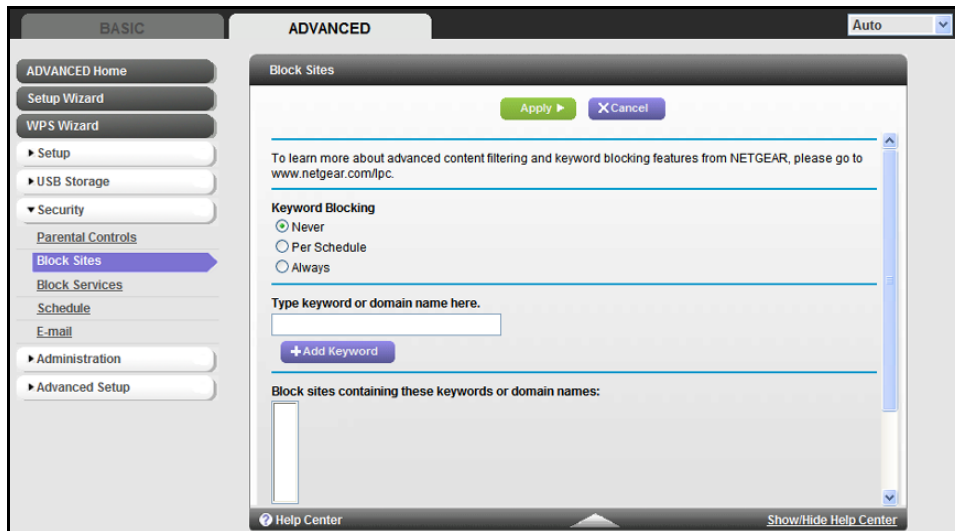 BASIC
ADVANCED
Auto
ADVANCED Home
Setup Wizard
WPS Wizard
Setup
USB Storage
Security
Parental Controls
Block Sites
Block Services
Schedule
E-mail
Administration
Advanced Setup
Block Sites
Apply
Cancel
To learn more about advanced content filtering and keyword blocking features from NETGEAR, please go to
www.netgear.com/lpc.
Keyword Blocking
Never
Per Schedule
Always
Type keyword or domain name here.
Add Keyword
Block sites containing these keywords or domain names:
Help Center
Show/Hide Help Center